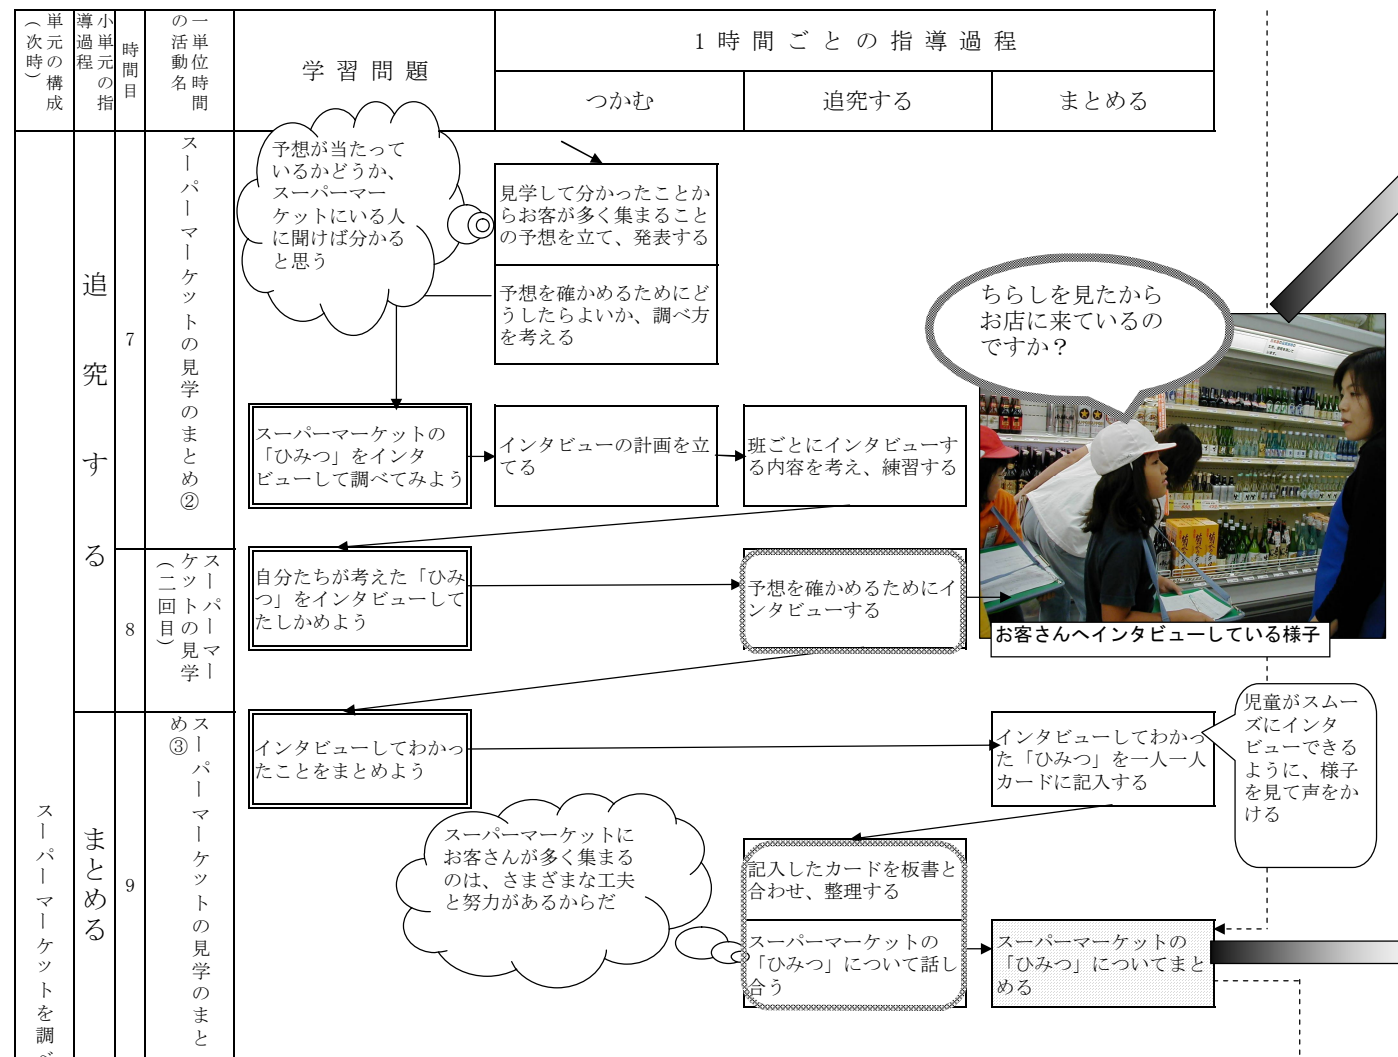 単元の構成
（次時）
小単元の指
導過程
時間目
一単位時間
の活動名
学習問題
1時間ごとの指導過程
つかむ
追究する
まとめる
スーパーマーケットを調べ
追究する
7
スーパーマーケットの見学のまとめ②
予想が当たって
いるかどうか、
スーパーマー
ケットにいる人
に聞けば分かる
と思う
見学して分かったことか
らお客が多く集まること
の予想を立て、発表する
予想を確かめるためにど
うしたらよいか、調べ方
を考える
スーパーマーケットの
「ひみつ」をインタ
ビューして調べてみよう
インタビューの計画を立
てる
班ごとにインタビューす
る内容を考え、練習する
ちらしを見たから
お店に来ているの
ですか？
8
スーパーマー
ケットの見学
（二回目）
自分たちが考えた「ひみ
つ」をインタビューして
たしかめよう
予想を確かめるためにイ
ンタビューする
お客さんへインタビューしている様子
まとめる
9
スーパーマーケットの見学のまと
め③
インタビューしてわかっ
たことをまとめよう
インタビューしてわかっ
た「ひみつ」を一人一人
カードに記入する
児童がスムー
ズにインタ
ビューできる
ように、様子
を見て声をか
ける
スーパーマーケットに
お客さんが多く集まる
のは、さまざまな工夫
と努力があるからだ
記入したカードを板書と
合わせ、整理する
スーパーマーケットの
「ひみつ」について話し
合う
スーパーマーケットの
「ひみつ」についてまと
める